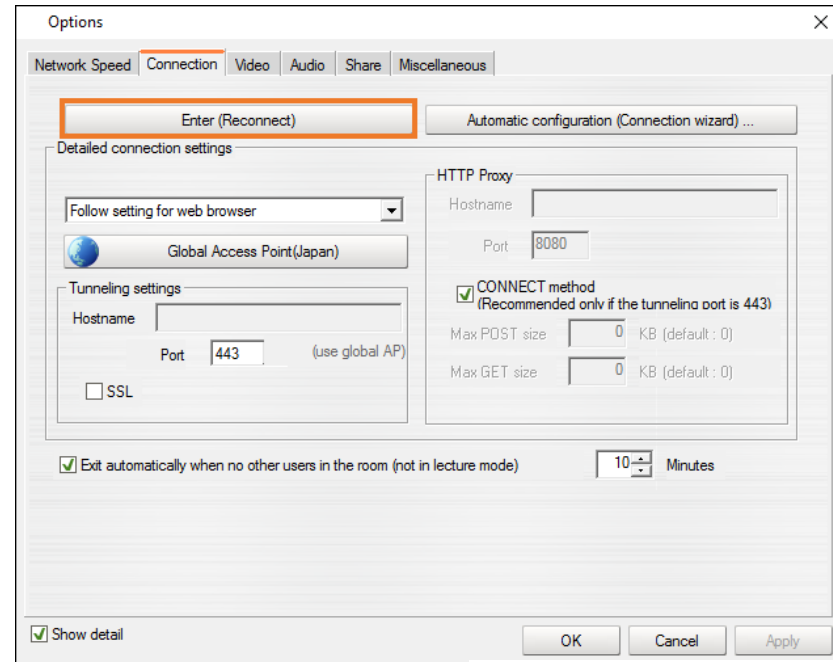 Options
Network Speed Connection Video Audio Share Miscellaneous
Enter (Reconnect)
Automatic configuration (Connection wizard) ...
Detailed connection settings
Follow setting for web browser
Global Access Point(Japan)
Tunneling settings
Hostname
Port 443 (use global AP)
SSL
HTTP Proxy
Hostname
Port 8080
CONNECT method
(Recommended only if the tunneling port is 443)
Max POST size 0 KB (default : 0)
Max GET size 0 KB (default : 0)
Exit automatically when no other users in the room (not in lecture mode) 10 Minutes
Show detail
OK Cancel Apply